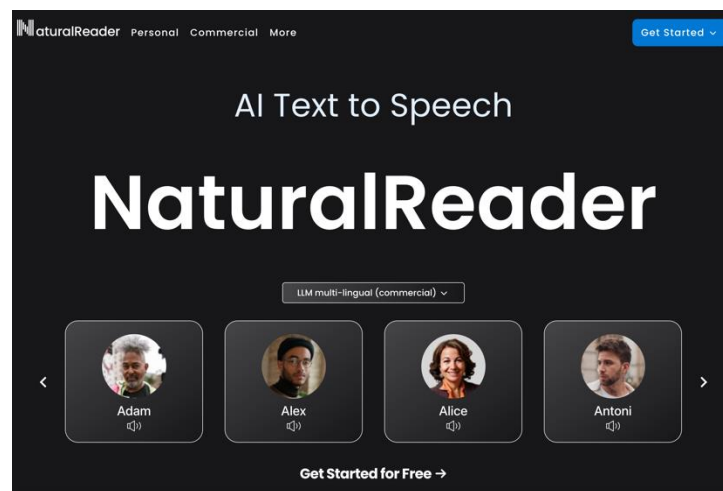 NaturalReader Personal Commercial More Get Started
AI Text to Speech
NaturalReader
LLM multi-lingual (commercial)
Adam Alex Alice Antoni
Get Started for Free →